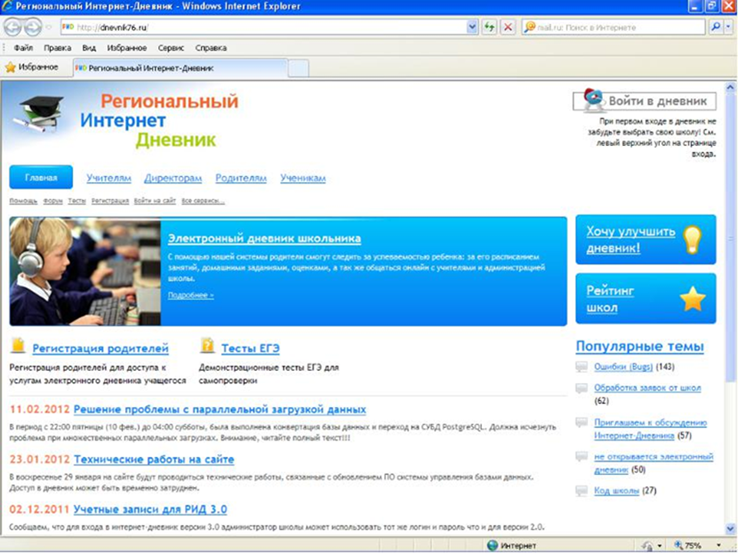 Региональный Интернет-Дневник - Windows Internet Explorer
http://dnevnik76.ru/
mail.ru: Поиск в Интернете
Файл Правка Вид Избранное Сервис Справка
Избранное
Региональный Интернет-Дневник
Региональный
Интернет
Дневник
Войти в дневник
При первом входе в дневник не
забудьте выбрать свою школу! См.
левый верхний угол на странице
входа.
Главная Учителям Директорам Родителям Ученикам
Помощь Форум Тесты Регистрация Войти на сайт Все сервисы...
Электронный дневник школьника
С помощью нашей системы родители смогут следить за успеваемостью ребенка: за его расписанием
занятий, домашними заданиями, оценками, а так же общаться онлайн с учителями и администрацией
школы.
Подробнее »
Хочу улучшить
дневник!
Рейтинг
школ
Регистрация родителей
Регистрация родителей для доступа к
услугам электронного дневника учащегося
Тесты ЕГЭ
Демонстрационные тесты ЕГЭ для
самопроверки
11.02.2012 Решение проблемы с параллельной загрузкой данных
В период с 22:00 пятницы (10 фев.) до 04:00 субботы, была выполнена конвертация базы данных и переход на СУБД PostgreSQL. Должна исчезнуть
проблема при множественных параллельных загрузках. Внимание, читайте полный текст!!!
23.01.2012 Технические работы на сайте
В воскресенье 29 января на сайте будут проводиться технические работы, связанные с обновлением ПО системы управления базами данных.
Доступ в дневник может быть временно затруднен.
02.12.2011 Учетные записи для РИД 3.0
Сообщаем, что для входа в интернет-дневник версии 3.0 администратор школы может использовать тот же логин и пароль что и для версии 2.0.
Популярные темы
Ошибки (Bugs) (143)
Обработка заявок от школ
(62)
Приглашаем к обсуждению
Интернет-Дневника (57)
не открывается электронный
дневник (50)
Код школы (27)
Интернет
75%